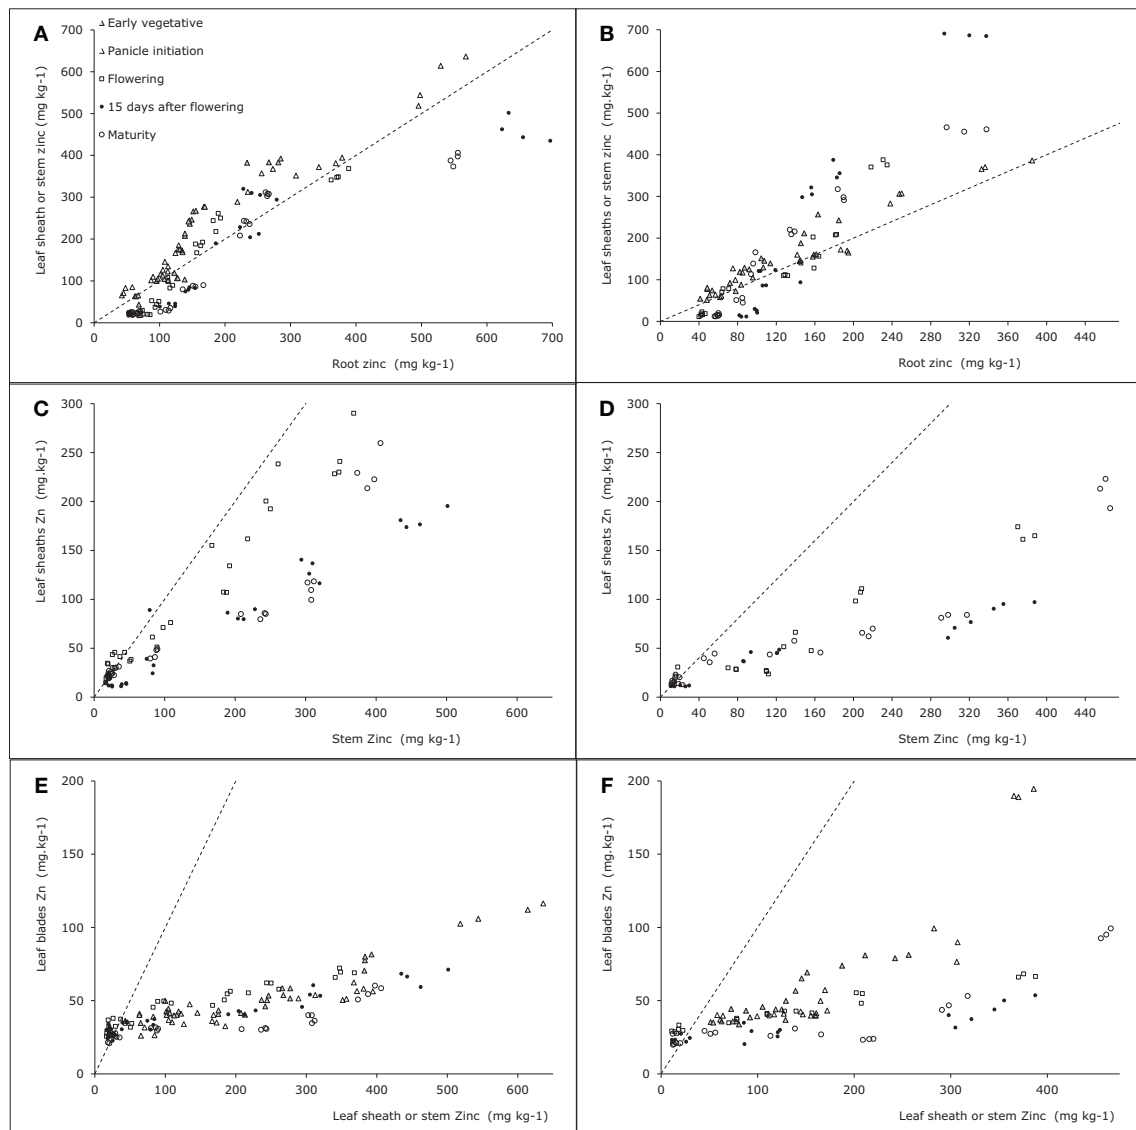 A
Early vegetative
Panicle initiation
Flowering
15 days after flowering
Maturity
Leaf sheath or stem zinc (mg kg-1)
700
600
500
400
300
200
100
0
0 100 200 300 400 500 600 700
Root zinc (mg kg-1)
B
Leaf sheaths or stem zinc (mg kg-1)
700
600
500
400
300
200
100
0
0 40 80 120 160 200 240 280 320 360 400 440
Root zinc (mg kg-1)
C
Leaf sheaths Zn (mg.kg-1)
300
250
200
150
100
50
0
0 100 200 300 400 500 600
Stem Zinc (mg kg-1)
D
Leaf sheats Zn (mg.kg-1)
300
250
200
150
100
50
0
0 40 80 120 160 200 240 280 320 360 400 440
Stem Zinc (mg kg-1)
E
Leaf blades Zn (mg.kg-1)
200
150
100
50
0
0 100 200 300 400 500 600
Leaf sheath or stem Zinc (mg kg-1)
F
Leaf blades Zn (mg.kg-1)
200
150
100
50
0
0 100 200 300 400
Leaf sheath or stem Zinc (mg kg-1)